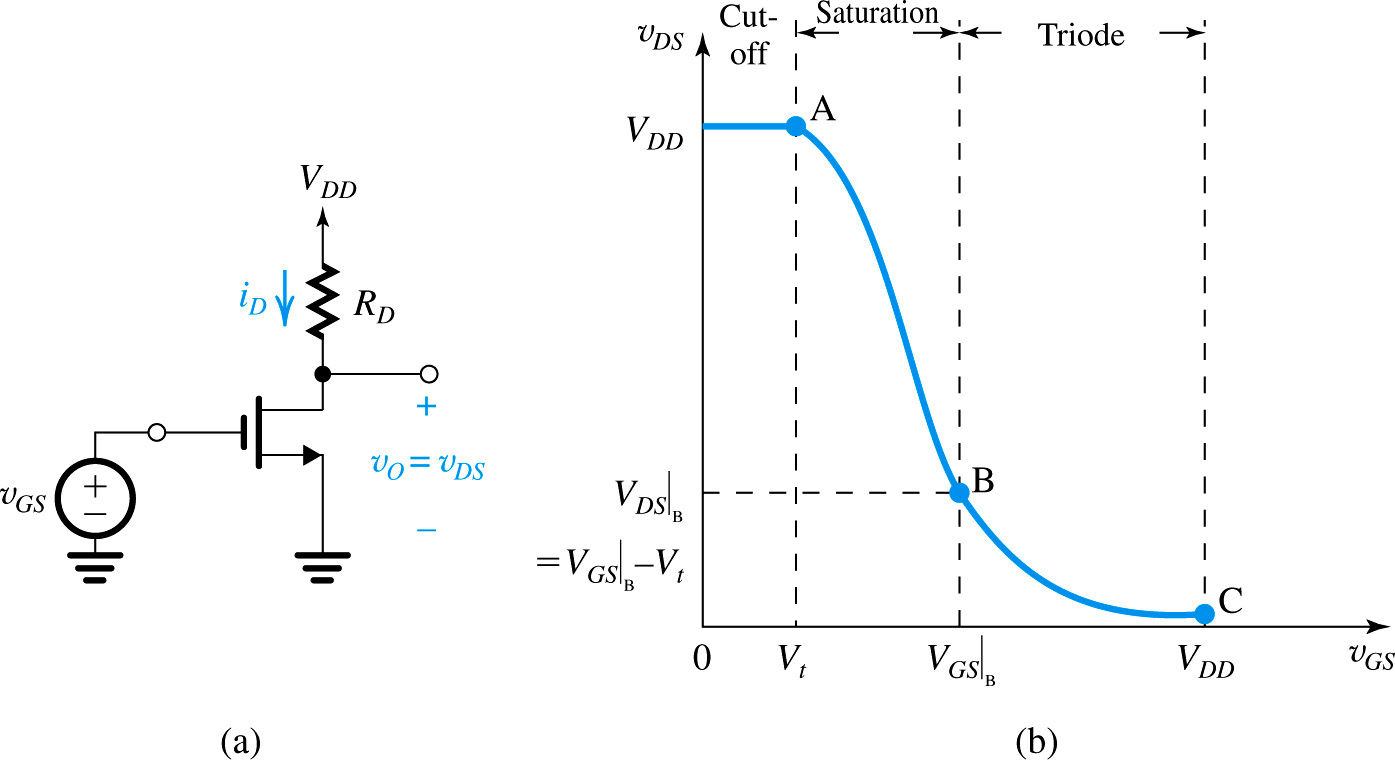 V_DD
i_D
R_D
+
v_O = v_DS
–
v_GS
+
–
(a)
v_DS
Cut-
off
Saturation
Triode
V_DD
A
V_DS|_B
B
= V_GS|_B – V_t
C
0
V_t
V_GS|_B
V_DD
v_GS
(b)